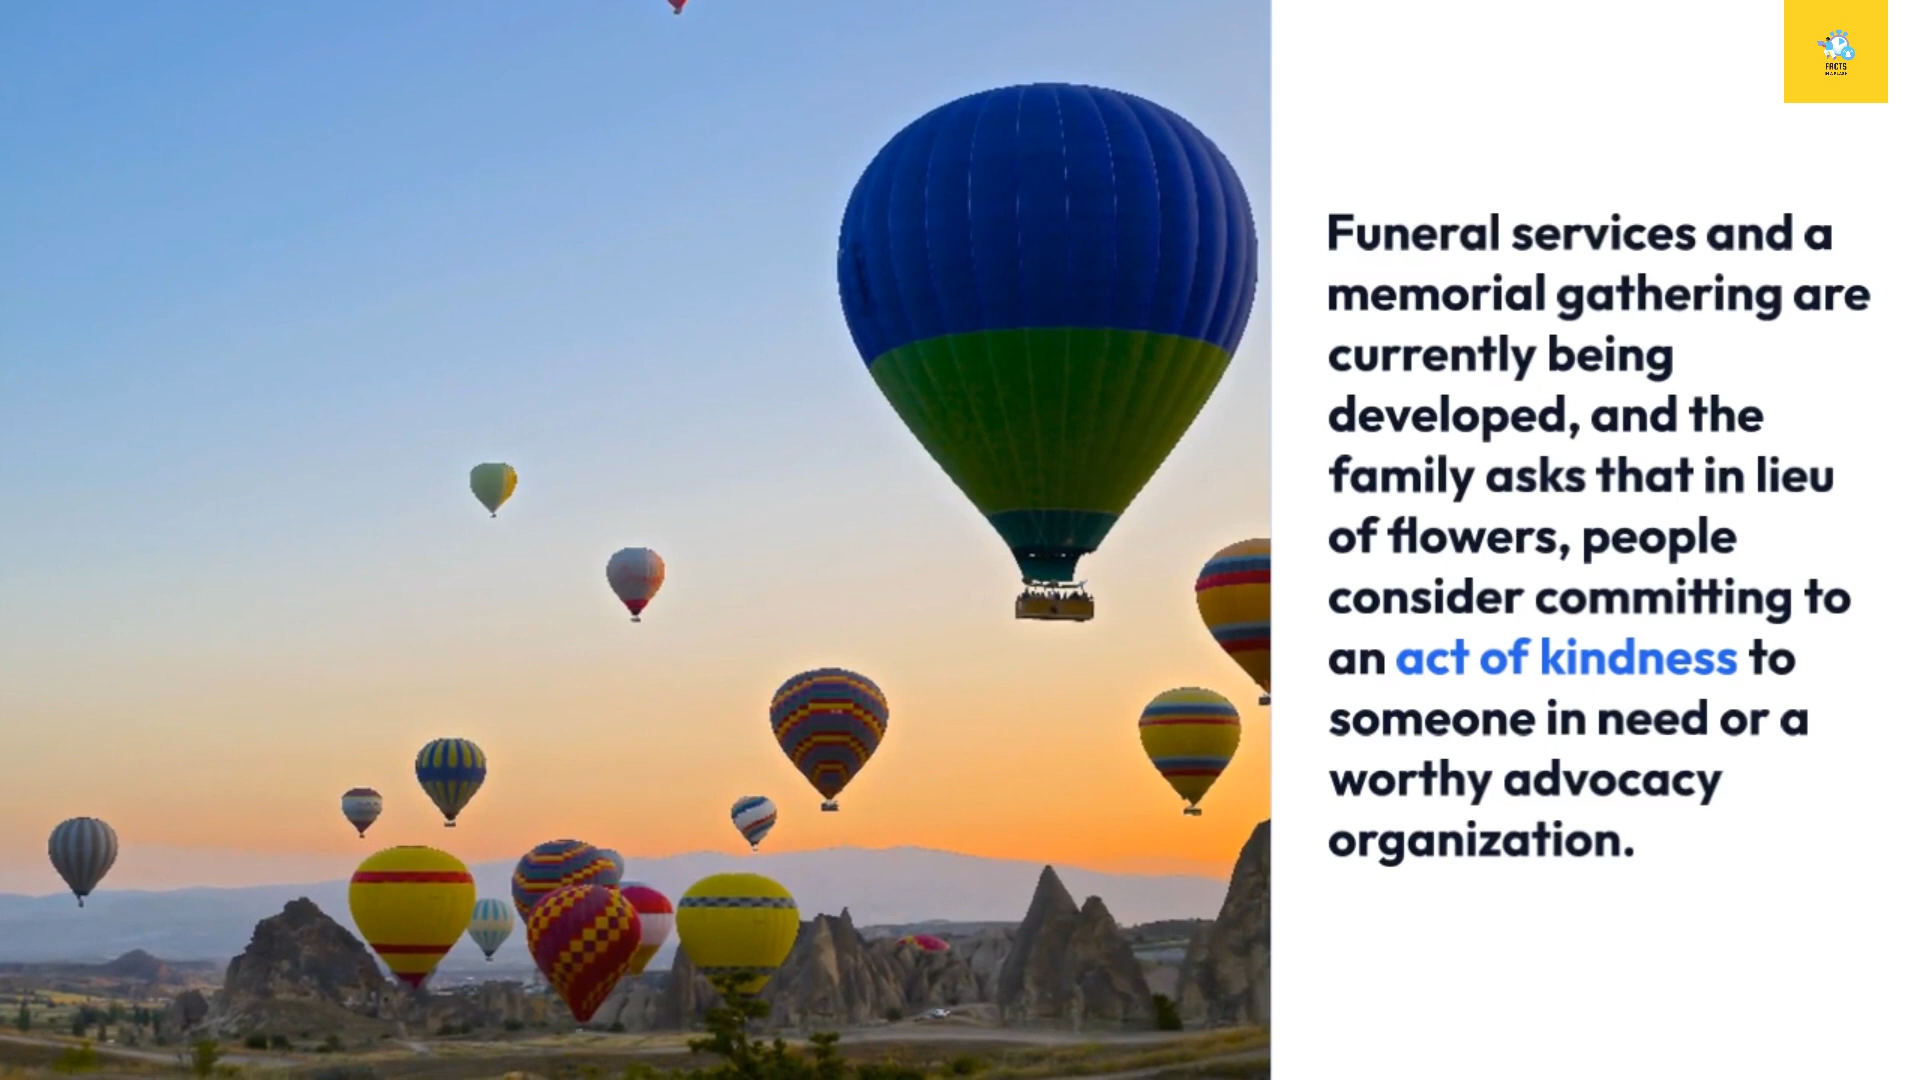 FACTS
Funeral services and a
memorial gathering are
currently being
developed, and the
family asks that in lieu
of flowers, people
consider committing to
an act of kindness to
someone in need or a
worthy advocacy
organization.